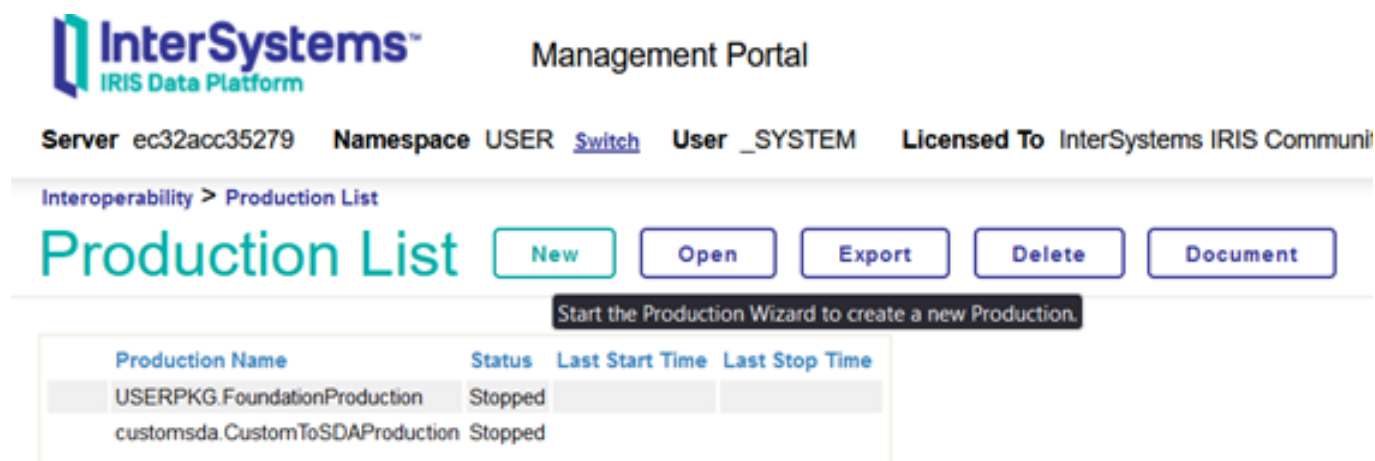 InterSystems™
IRIS Data Platform
Management Portal
Server ec32acc35279 Namespace USER Switch User _SYSTEM Licensed To InterSystems IRIS Communit
Interoperability > Production List
Production List New Open Export Delete Document
Start the Production Wizard to create a new Production.
Production Name Status Last Start Time Last Stop Time
USERPKG.FoundationProduction Stopped
customsda.CustomToSDAProduction Stopped